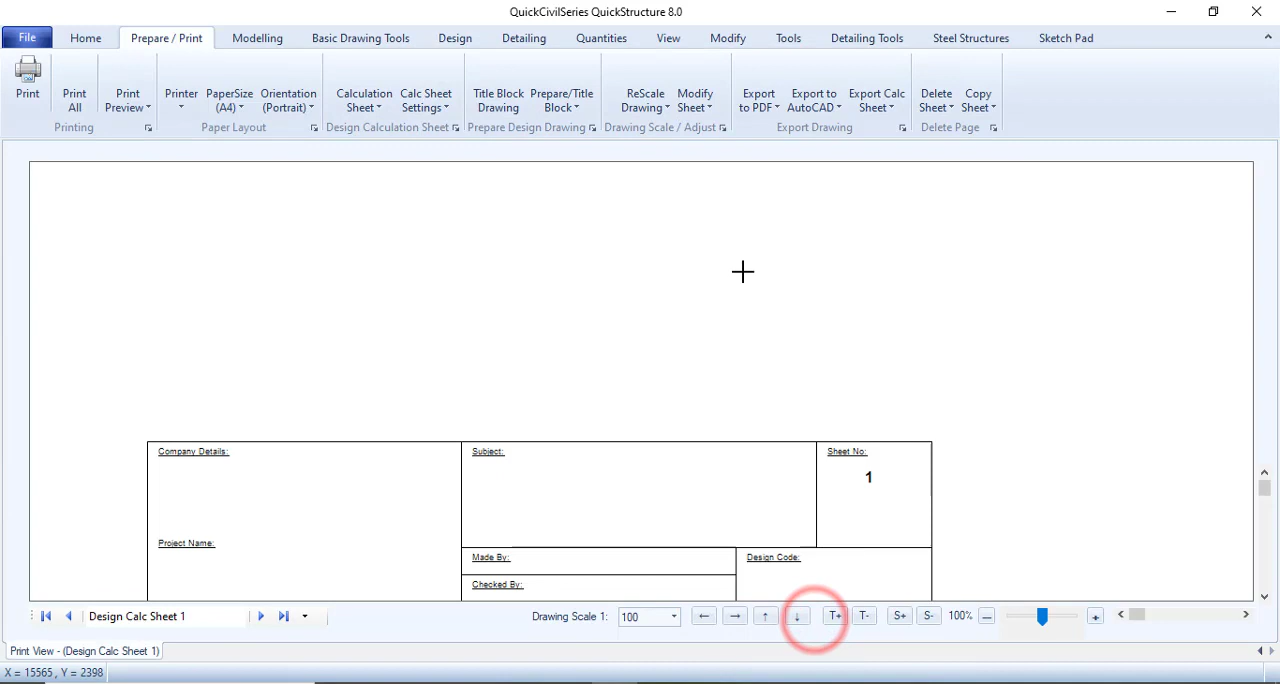 QuickCivilSeries QuickStructure 8.0
File Home Prepare / Print Modelling Basic Drawing Tools Design Detailing Quantities View Modify Tools Detailing Tools Steel Structures Sketch Pad
Print
Print All
Print Preview
Printer
PaperSize (A4)
Orientation (Portrait)
Calculation Sheet
Calc Sheet Settings
Title Block Drawing
Prepare/Title Block
ReScale Drawing
Modify Sheet
Export to PDF
Export to AutoCAD
Export Calc Sheet
Delete Sheet
Copy Sheet
Printing Paper Layout Design Calculation Sheet Prepare Design Drawing Drawing Scale / Adjust Export Drawing Delete Page
Company Details: Subject: Sheet No:
1
Project Name:
Made By: Design Code:
Checked By:
Design Calc Sheet 1 Drawing Scale 1: 100 T+ T- S+ S- 100%
Print View - (Design Calc Sheet 1)
X = 15565 , Y = 2398